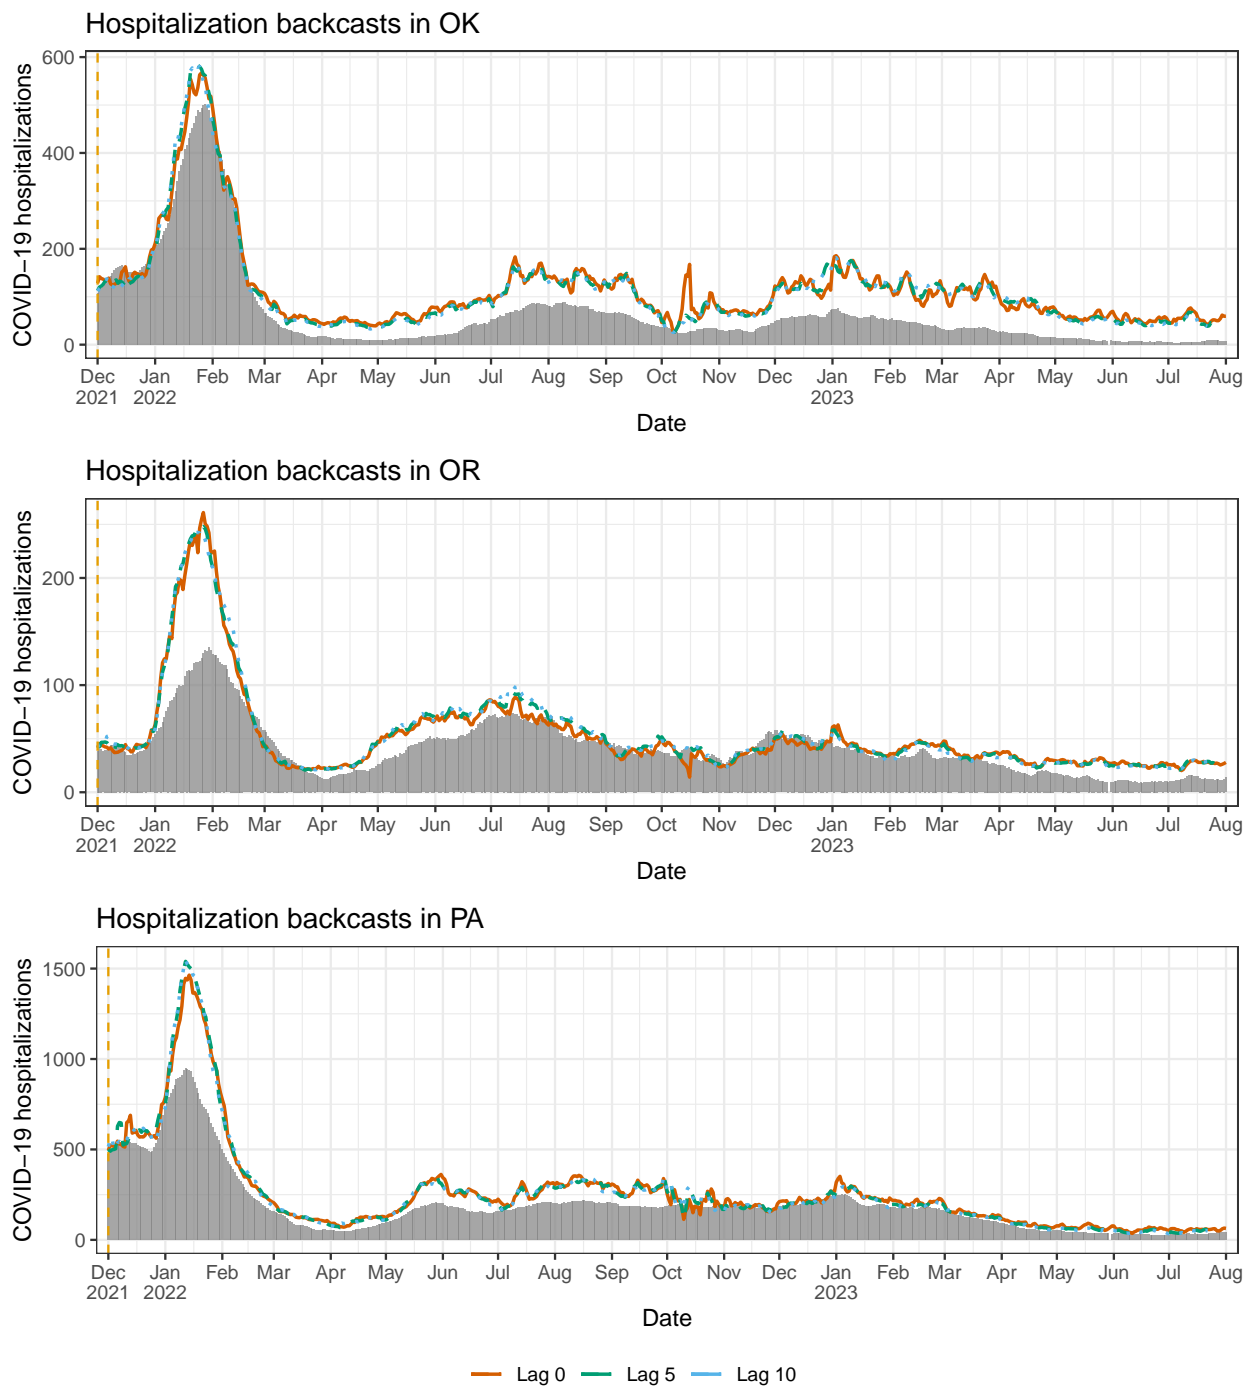 Hospitalization backcasts in OK
COVID−19 hospitalizations
600
400
200
0
Dec Jan Feb Mar Apr May Jun Jul Aug Sep Oct Nov Dec Jan Feb Mar Apr May Jun Jul Aug
2021 2022 2023
Date
Hospitalization backcasts in OR
COVID−19 hospitalizations
200
100
0
Dec Jan Feb Mar Apr May Jun Jul Aug Sep Oct Nov Dec Jan Feb Mar Apr May Jun Jul Aug
2021 2022 2023
Date
Hospitalization backcasts in PA
COVID−19 hospitalizations
1500
1000
500
0
Dec Jan Feb Mar Apr May Jun Jul Aug Sep Oct Nov Dec Jan Feb Mar Apr May Jun Jul Aug
2021 2022 2023
Date
Lag 0 Lag 5 Lag 10